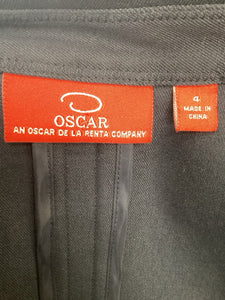 OSCAR
AN OSCAR DE LA RENTA COMPANY
4
MADE IN
CHINA